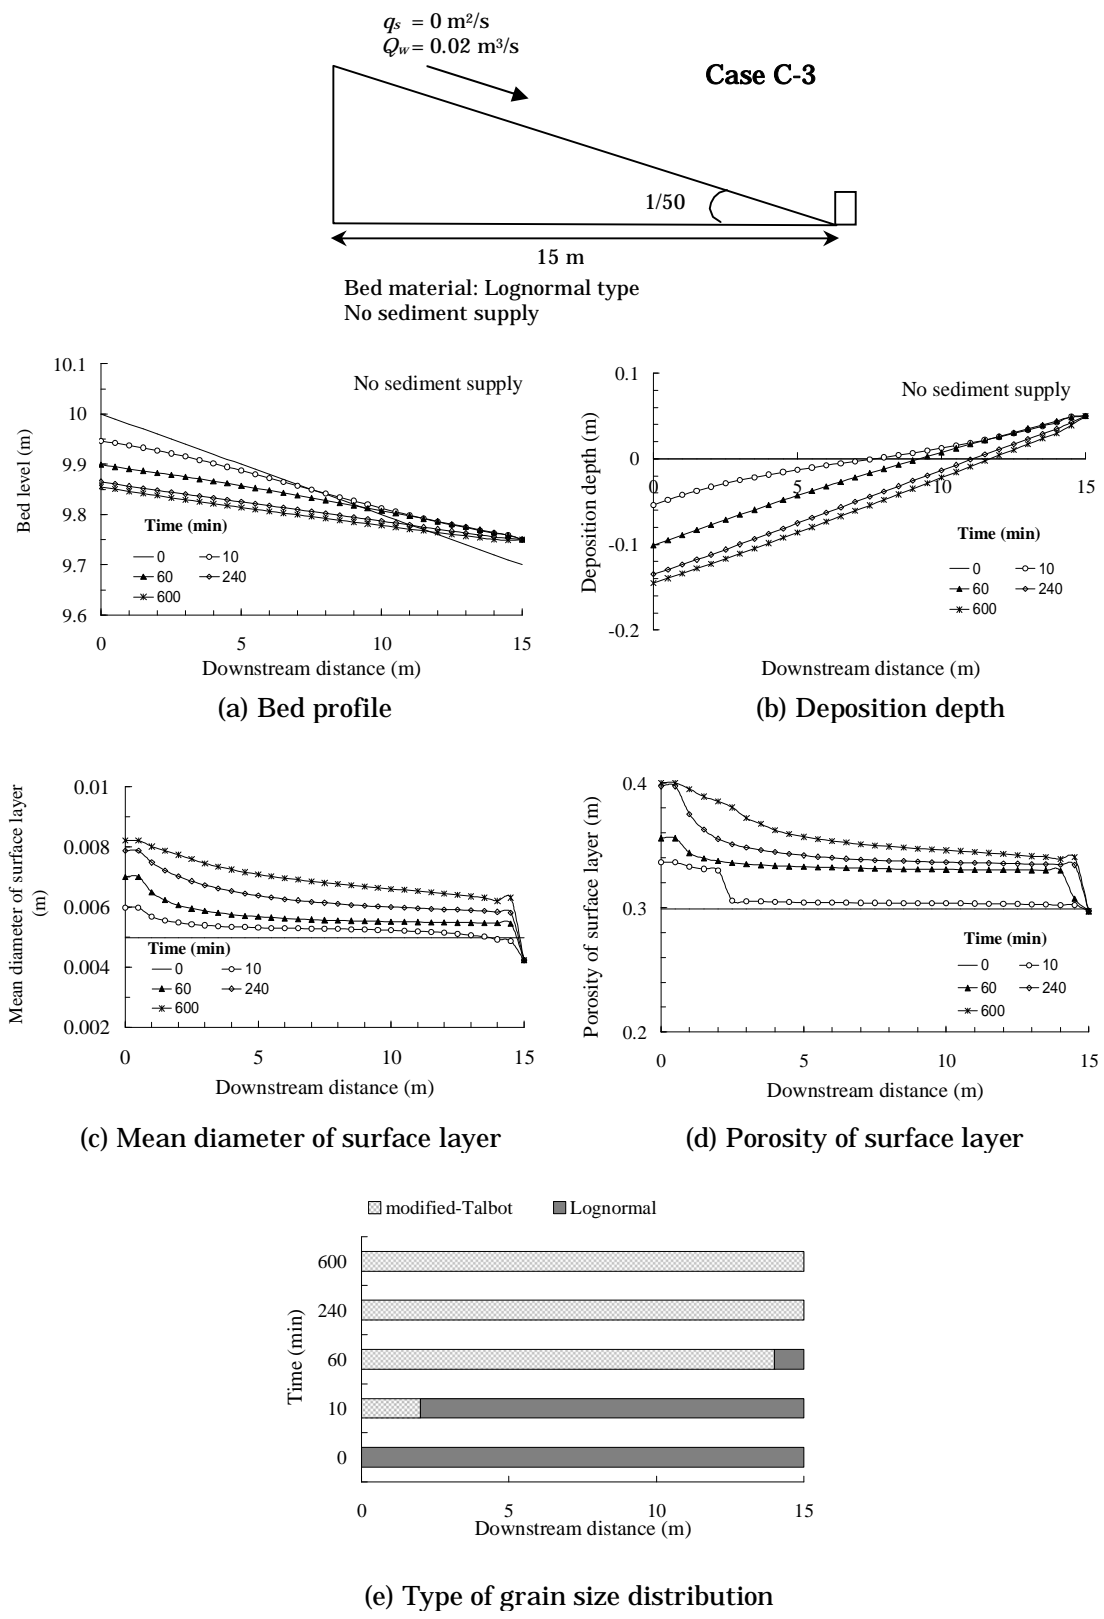 qs = 0 m²/s
Qw = 0.02 m³/s
Case C-3
1/50
15 m
Bed material: Lognormal type
No sediment supply
10.1
10
9.9
9.8
9.7
9.6
Bed level (m)
No sediment supply
Time (min)
0
10
60
240
600
0
5
10
15
Downstream distance (m)
(a) Bed profile
0.1
0
-0.1
-0.2
Deposition depth (m)
No sediment supply
0
5
10
15
Time (min)
0
10
60
240
600
Downstream distance (m)
(b) Deposition depth
0.01
0.008
0.006
0.004
0.002
Mean diameter of surface layer
(m)
Time (min)
0
10
60
240
600
0
5
10
15
Downstream distance (m)
(c) Mean diameter of surface layer
0.4
0.3
0.2
Porosity of surface layer (m)
Time (min)
0
10
60
240
600
0
5
10
15
Downstream distance (m)
(d) Porosity of surface layer
modified-Talbot
Lognormal
600
240
60
10
0
Time (min)
0
5
10
15
Downstream distance (m)
(e) Type of grain size distribution